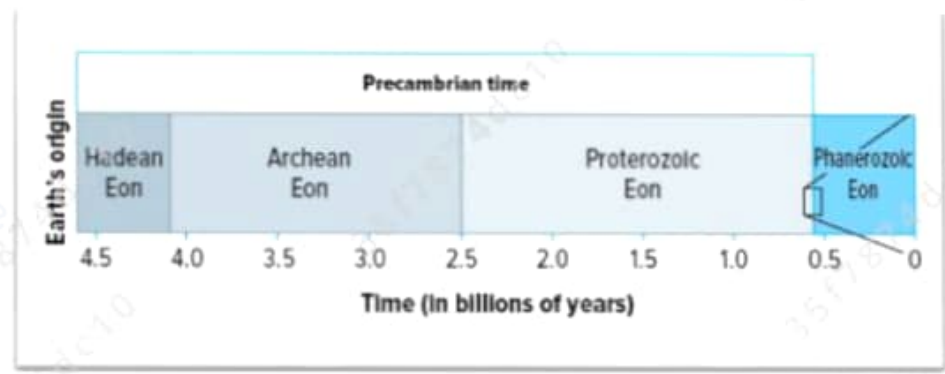 Precambrian time
Earth's origin
Hadean
Eon
Archean
Eon
Proterozoic
Eon
Phanerozoic
Eon
4.5 4.0 3.5 3.0 2.5 2.0 1.5 1.0 0.5 0
Time (in billions of years)